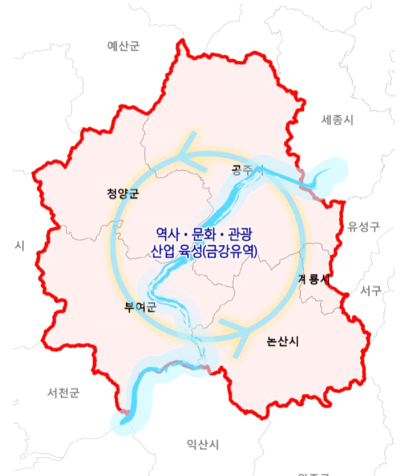 예산군
세종시
공주시
청양군
유성구
역사・문화・관광
산업 육성(금강유역)
시
계룡시
서구
부여군
논산시
서천군
익산시